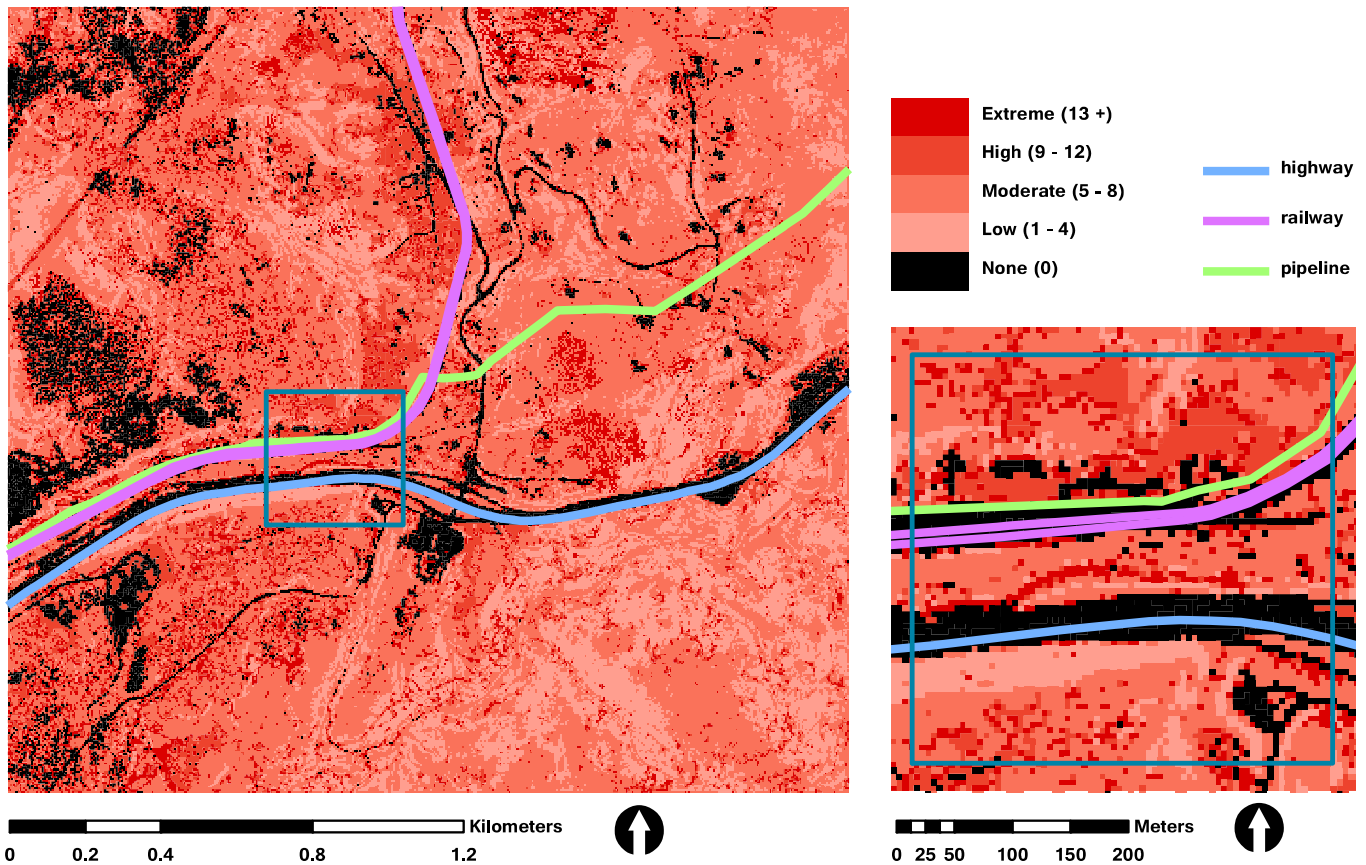 Extreme (13 +)
High (9 - 12)
Moderate (5 - 8)
Low (1 - 4)
None (0)
highway
railway
pipeline
Kilometers
0 0.2 0.4 0.8 1.2
Meters
0 25 50 100 150 200